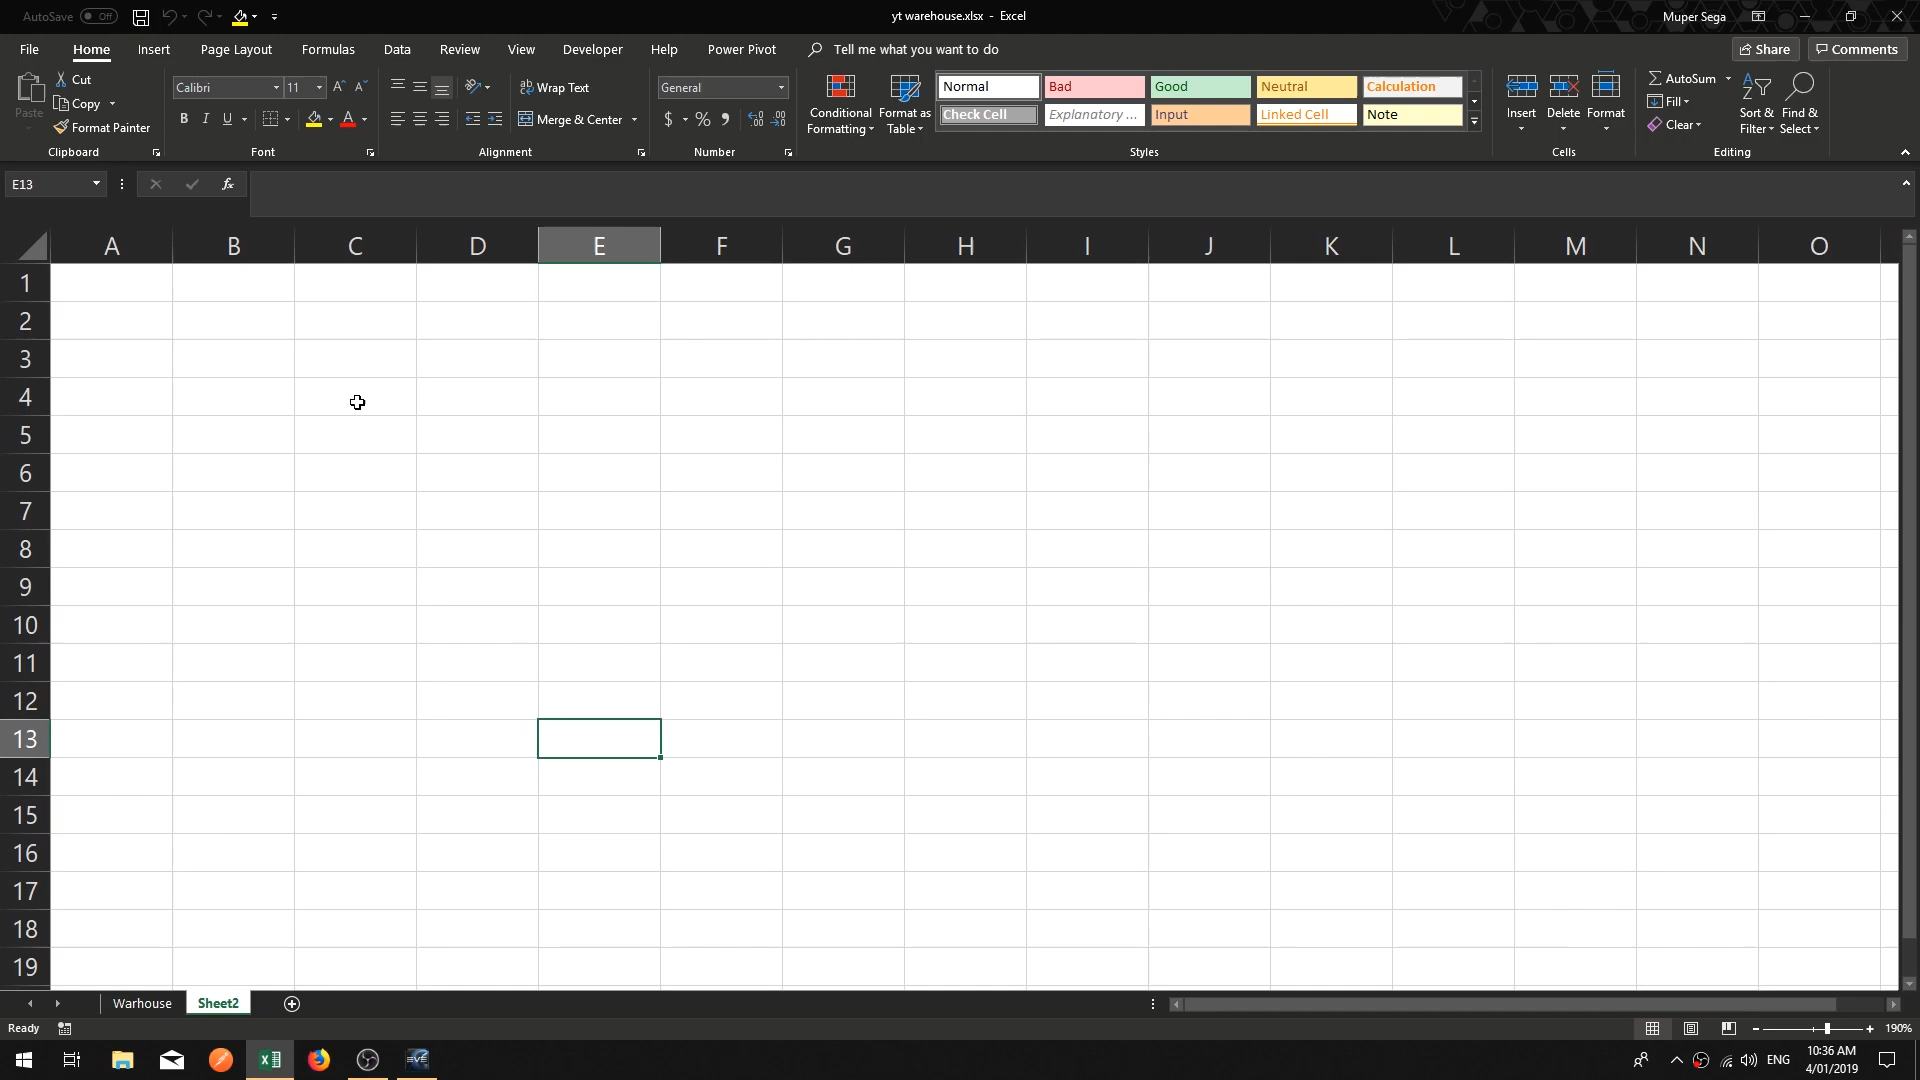 AutoSave Off yt warehouse.xlsx - Excel Muper Sega
File Home Insert Page Layout Formulas Data Review View Developer Help Power Pivot Tell me what you want to do Share Comments
Paste
Cut
Copy
Format Painter
Clipboard
Calibri 11
B I U A
Font
Wrap Text
Merge & Center
Alignment
General
$ % 9
Number
Conditional Formatting
Format as Table
Normal Bad Good Neutral Calculation
Check Cell Explanatory ... Input Linked Cell Note
Styles
Insert Delete Format
Cells
AutoSum
Fill
Clear
Sort & Filter
Find & Select
Editing
E13 fx
A B C D E F G H I J K L M N O
1
2
3
4
5
6
7
8
9
10
11
12
13
14
15
16
17
18
19
Warhouse Sheet2
Ready 190%
ENG 10:36 AM
4/01/2019